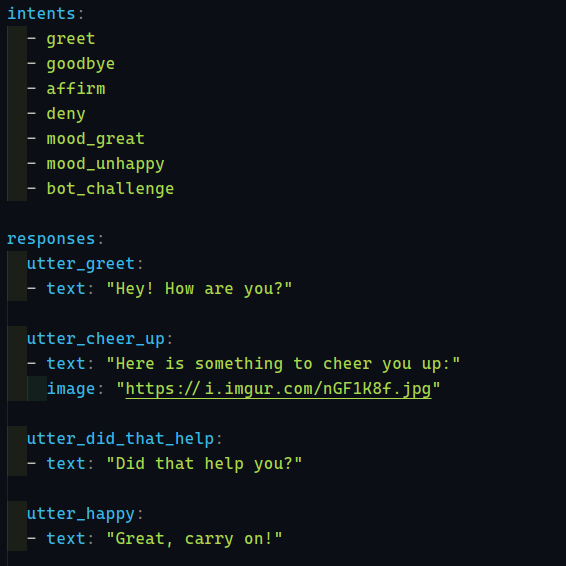 intents:
  - greet
  - goodbye
  - affirm
  - deny
  - mood_great
  - mood_unhappy
  - bot_challenge

responses:
  utter_greet:
  - text: "Hey! How are you?"

  utter_cheer_up:
  - text: "Here is something to cheer you up:"
    image: "https://i.imgur.com/nGF1K8f.jpg"

  utter_did_that_help:
  - text: "Did that help you?"

  utter_happy:
  - text: "Great, carry on!"